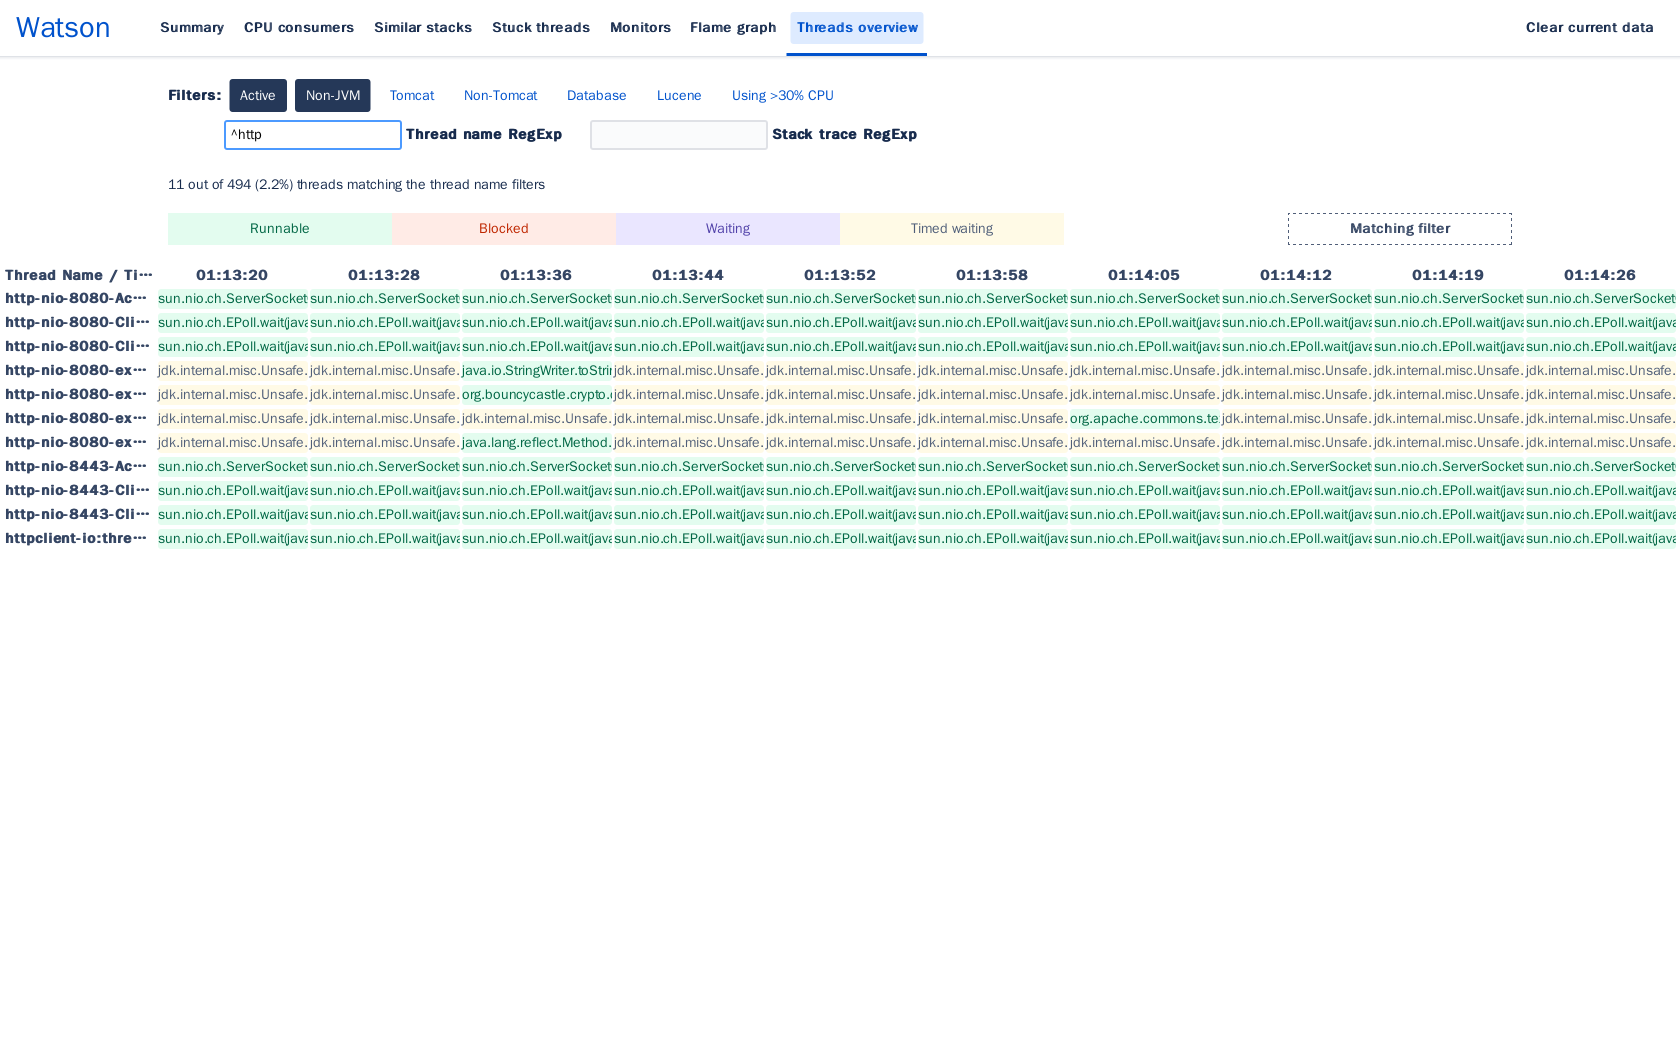 Watson Summary CPU consumers Similar stacks Stuck threads Monitors Flame graph Threads overview Clear current data
Filters: Active Non-JVM Tomcat Non-Tomcat Database Lucene Using >30% CPU
^http Thread name RegExp Stack trace RegExp
11 out of 494 (2.2%) threads matching the thread name filters
Runnable Blocked Waiting Timed waiting Matching filter
Thread Name / Ti… 01:13:20 01:13:28 01:13:36 01:13:44 01:13:52 01:13:58 01:14:05 01:14:12 01:14:19 01:14:26
http-nio-8080-Ac… sun.nio.ch.ServerSocket sun.nio.ch.ServerSocket sun.nio.ch.ServerSocket sun.nio.ch.ServerSocket sun.nio.ch.ServerSocket sun.nio.ch.ServerSocket sun.nio.ch.ServerSocket sun.nio.ch.ServerSocket sun.nio.ch.ServerSocket sun.nio.ch.ServerSocket
http-nio-8080-Cli… sun.nio.ch.EPoll.wait(java sun.nio.ch.EPoll.wait(java sun.nio.ch.EPoll.wait(java sun.nio.ch.EPoll.wait(java sun.nio.ch.EPoll.wait(java sun.nio.ch.EPoll.wait(java sun.nio.ch.EPoll.wait(java sun.nio.ch.EPoll.wait(java sun.nio.ch.EPoll.wait(java sun.nio.ch.EPoll.wait(java
http-nio-8080-Cli… sun.nio.ch.EPoll.wait(java sun.nio.ch.EPoll.wait(java sun.nio.ch.EPoll.wait(java sun.nio.ch.EPoll.wait(java sun.nio.ch.EPoll.wait(java sun.nio.ch.EPoll.wait(java sun.nio.ch.EPoll.wait(java sun.nio.ch.EPoll.wait(java sun.nio.ch.EPoll.wait(java sun.nio.ch.EPoll.wait(java
http-nio-8080-ex… jdk.internal.misc.Unsafe. jdk.internal.misc.Unsafe. java.io.StringWriter.toStrin jdk.internal.misc.Unsafe. jdk.internal.misc.Unsafe. jdk.internal.misc.Unsafe. jdk.internal.misc.Unsafe. jdk.internal.misc.Unsafe. jdk.internal.misc.Unsafe. jdk.internal.misc.Unsafe.
http-nio-8080-ex… jdk.internal.misc.Unsafe. jdk.internal.misc.Unsafe. org.bouncycastle.crypto. jdk.internal.misc.Unsafe. jdk.internal.misc.Unsafe. jdk.internal.misc.Unsafe. jdk.internal.misc.Unsafe. jdk.internal.misc.Unsafe. jdk.internal.misc.Unsafe. jdk.internal.misc.Unsafe.
http-nio-8080-ex… jdk.internal.misc.Unsafe. jdk.internal.misc.Unsafe. jdk.internal.misc.Unsafe. jdk.internal.misc.Unsafe. jdk.internal.misc.Unsafe. jdk.internal.misc.Unsafe. org.apache.commons.te jdk.internal.misc.Unsafe. jdk.internal.misc.Unsafe. jdk.internal.misc.Unsafe.
http-nio-8080-ex… jdk.internal.misc.Unsafe. jdk.internal.misc.Unsafe. java.lang.reflect.Method. jdk.internal.misc.Unsafe. jdk.internal.misc.Unsafe. jdk.internal.misc.Unsafe. jdk.internal.misc.Unsafe. jdk.internal.misc.Unsafe. jdk.internal.misc.Unsafe. jdk.internal.misc.Unsafe.
http-nio-8443-Ac… sun.nio.ch.ServerSocket sun.nio.ch.ServerSocket sun.nio.ch.ServerSocket sun.nio.ch.ServerSocket sun.nio.ch.ServerSocket sun.nio.ch.ServerSocket sun.nio.ch.ServerSocket sun.nio.ch.ServerSocket sun.nio.ch.ServerSocket sun.nio.ch.ServerSocket
http-nio-8443-Cli… sun.nio.ch.EPoll.wait(java sun.nio.ch.EPoll.wait(java sun.nio.ch.EPoll.wait(java sun.nio.ch.EPoll.wait(java sun.nio.ch.EPoll.wait(java sun.nio.ch.EPoll.wait(java sun.nio.ch.EPoll.wait(java sun.nio.ch.EPoll.wait(java sun.nio.ch.EPoll.wait(java sun.nio.ch.EPoll.wait(java
http-nio-8443-Cli… sun.nio.ch.EPoll.wait(java sun.nio.ch.EPoll.wait(java sun.nio.ch.EPoll.wait(java sun.nio.ch.EPoll.wait(java sun.nio.ch.EPoll.wait(java sun.nio.ch.EPoll.wait(java sun.nio.ch.EPoll.wait(java sun.nio.ch.EPoll.wait(java sun.nio.ch.EPoll.wait(java sun.nio.ch.EPoll.wait(java
httpclient-io:thre… sun.nio.ch.EPoll.wait(java sun.nio.ch.EPoll.wait(java sun.nio.ch.EPoll.wait(java sun.nio.ch.EPoll.wait(java sun.nio.ch.EPoll.wait(java sun.nio.ch.EPoll.wait(java sun.nio.ch.EPoll.wait(java sun.nio.ch.EPoll.wait(java sun.nio.ch.EPoll.wait(java sun.nio.ch.EPoll.wait(java